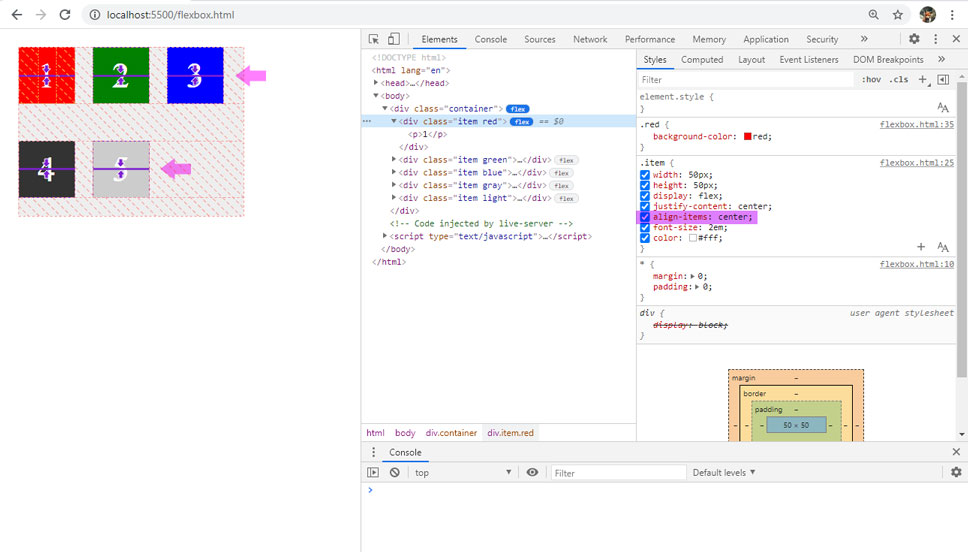 localhost:5500/flexbox.html
1 2 3
4 5
Elements Console Sources Network Performance Memory Application Security »
<!DOCTYPE html>
<html lang="en">
<head>…</head>
<body>
<div class="container"> flex
<div class="item red"> flex == $0
<p>1</p>
</div>
<div class="item green">…</div> flex
<div class="item blue">…</div> flex
<div class="item gray">…</div> flex
<div class="item light">…</div> flex
</div>
<!-- Code injected by live-server -->
<script type="text/javascript">…</script>
</body>
</html>
html body div.container div.item.red
Styles Computed Layout Event Listeners DOM Breakpoints »
Filter :hov .cls +
element.style {
}
AA
.red { flexbox.html:35
background-color: red;
}
.item { flexbox.html:25
width: 50px;
height: 50px;
display: flex;
justify-content: center;
align-items: center;
font-size: 2em;
color: #fff;
}
+ AA
* { flexbox.html:10
margin: 0;
padding: 0;
}
div { user agent stylesheet
display: block;
}
margin –
border –
padding –
– – – 50 × 50 – – –
Console
top Filter Default levels